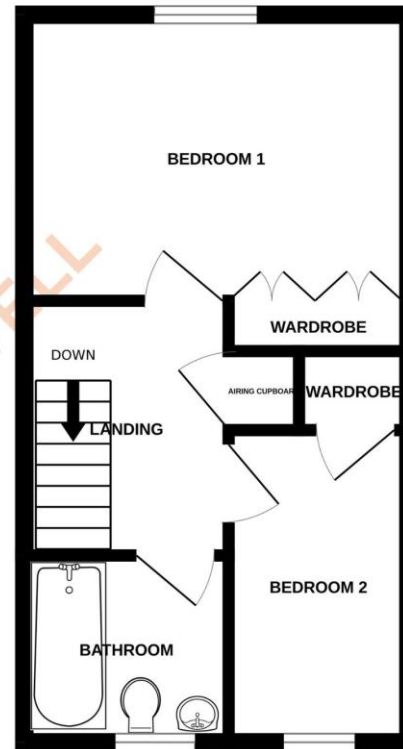 BEDROOM 1
WARDROBE
DOWN
AIRING CUPBOARD
WARDROBE
LANDING
BEDROOM 2
BATHROOM